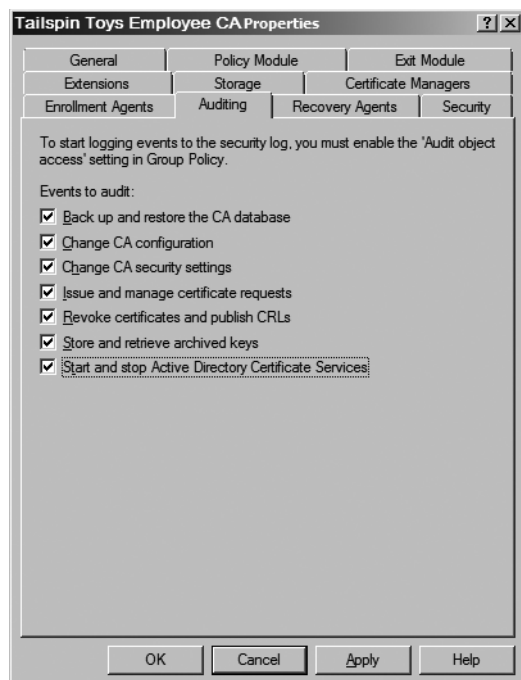 Tailspin Toys Employee CA Properties
General Policy Module Exit Module
Extensions Storage Certificate Managers
Enrollment Agents Auditing Recovery Agents Security
To start logging events to the security log, you must enable the 'Audit object
access' setting in Group Policy.
Events to audit:
Back up and restore the CA database
Change CA configuration
Change CA security settings
Issue and manage certificate requests
Revoke certificates and publish CRLs
Store and retrieve archived keys
Start and stop Active Directory Certificate Services
OK Cancel Apply Help